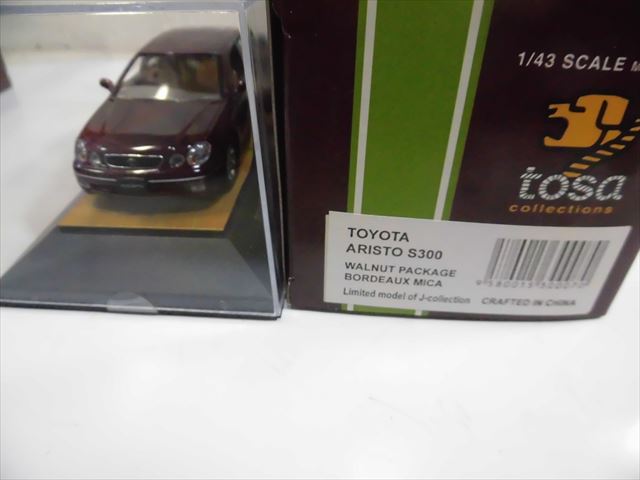 1/43 SCALE M
tosa
collections
TOYOTA
ARISTO S300
WALNUT PACKAGE
BORDEAUX MICA
Limited model of J-collection
CRAFTED IN CHINA